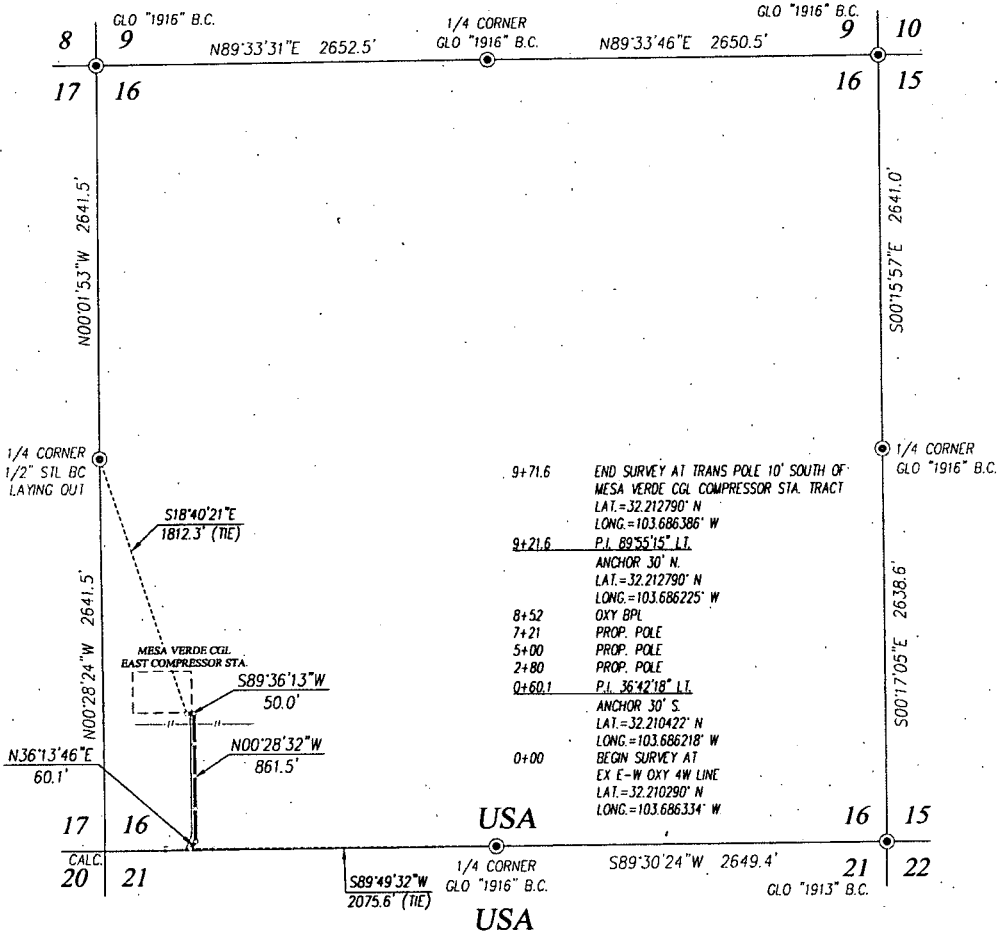 GLO "1916" B.C.
8 9
N89°33'31"E 2652.5'
1/4 CORNER
GLO "1916" B.C.
N89°33'46"E 2650.5'
GLO "1916" B.C.
9 10
17 16
16 15
N00°01'53"W 2641.5'
S00°15'57"E 2641.0'
1/4 CORNER
1/2" STL BC
LAYING OUT
1/4 CORNER
GLO "1916" B.C.
S18°40'21"E
1812.3' (TIE)
N00°28'24"W 2641.5'
S00°17'05"E 2638.6'
MESA VERDE CGL
EAST COMPRESSOR STA.
S89°36'13"W
50.0'
N00°28'32"W
861.5'
N36°13'46"E
60.1'
9+71.6 END SURVEY AT TRANS POLE 10' SOUTH OF
MESA VERDE CGL COMPRESSOR STA. TRACT
LAT.=32.212790° N
LONG.=103.686386° W
9+21.6 P.I. 89°55'15" LT.
ANCHOR 30' N.
LAT.=32.212790° N
LONG.=103.686225° W
8+52 OXY BPL
7+21 PROP. POLE
5+00 PROP. POLE
2+80 PROP. POLE
0+60.1 P.I. 36°42'18" LT.
ANCHOR 30' S.
LAT.=32.210422° N
LONG.=103.686218° W
0+00 BEGIN SURVEY AT
EX E-W OXY 4W LINE
LAT.=32.210290° N
LONG.=103.686334° W
USA
17 16
16 15
CALC.
20 21
S89°49'32"W
2075.6' (TIE)
1/4 CORNER
GLO "1916" B.C.
S89°30'24"W 2649.4'
21 22
GLO "1913" B.C.
USA